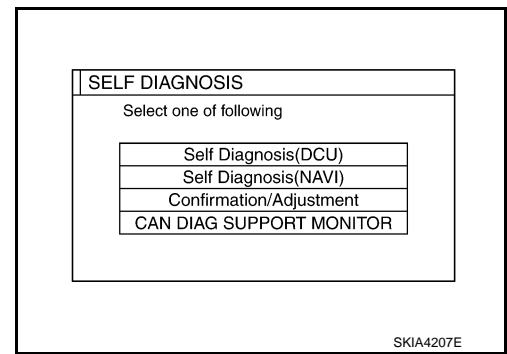 SELF DIAGNOSIS
Select one of following
Self Diagnosis(DCU)
Self Diagnosis(NAVI)
Confirmation/Adjustment
CAN DIAG SUPPORT MONITOR
SKIA4207E